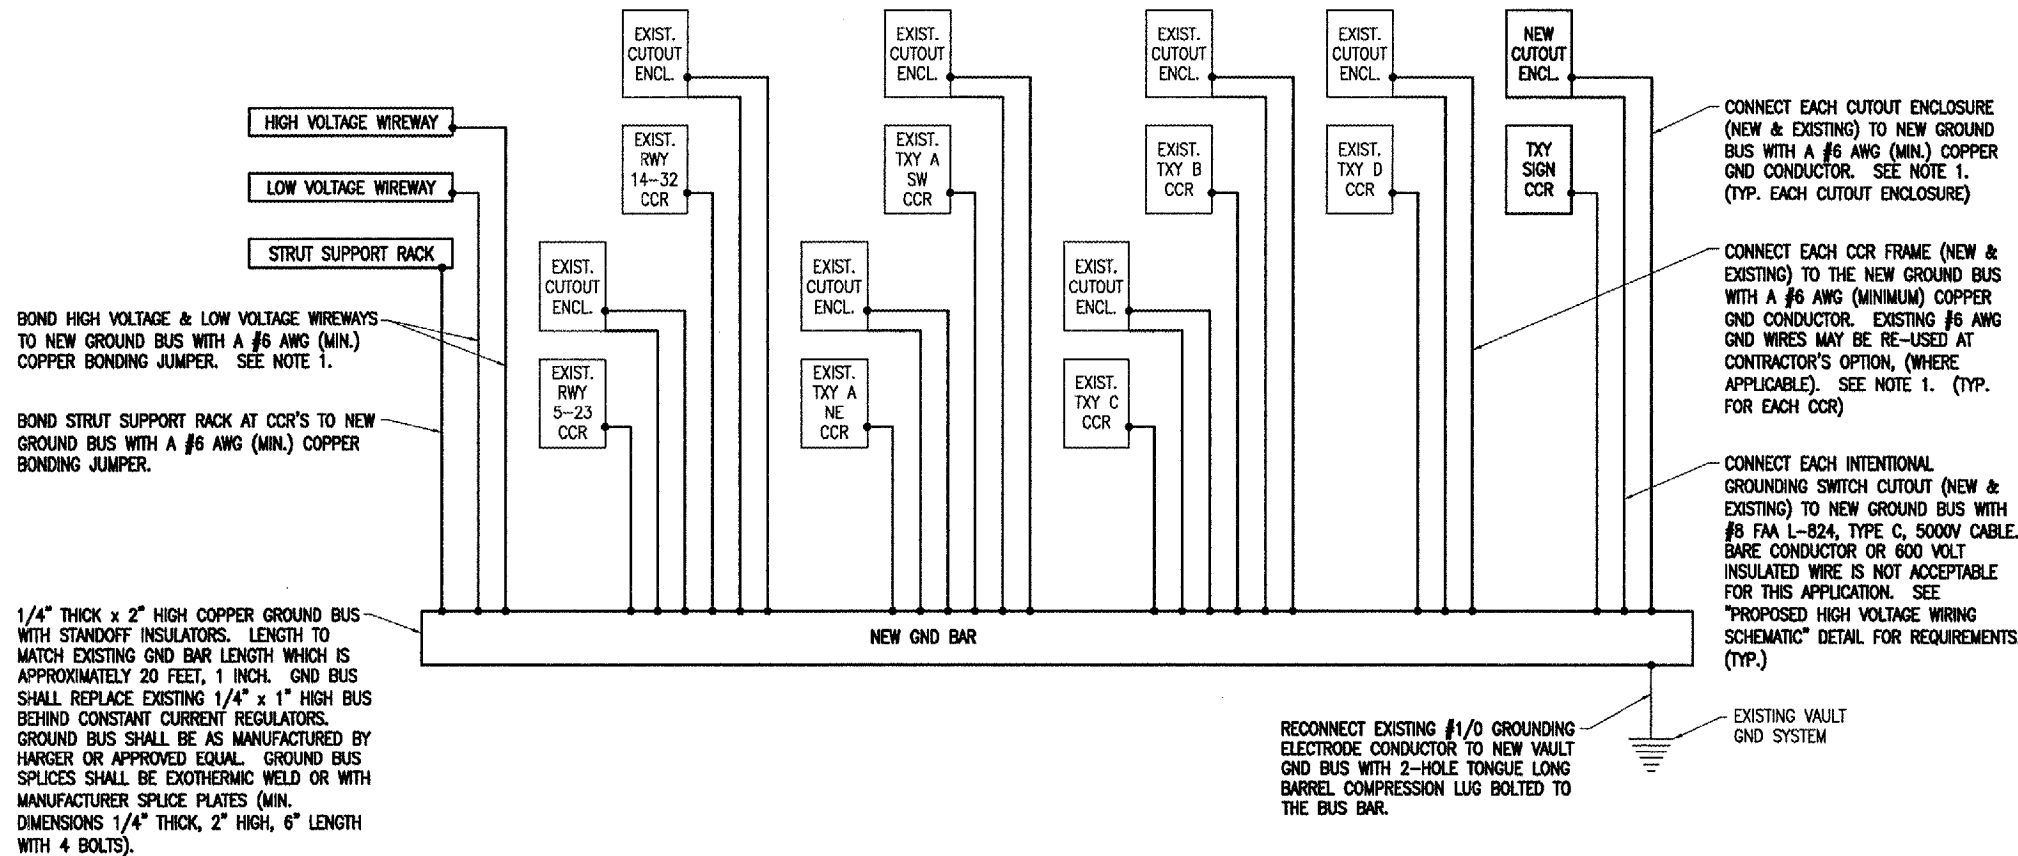 EXIST.
CUTOUT
ENCL.
EXIST.
CUTOUT
ENCL.
EXIST.
CUTOUT
ENCL.
EXIST.
CUTOUT
ENCL.
NEW
CUTOUT
ENCL.
HIGH VOLTAGE WIREWAY
LOW VOLTAGE WIREWAY
STRUT SUPPORT RACK
EXIST.
RWY
14-32
CCR
EXIST.
TXY A
SW
CCR
EXIST.
TXY B
CCR
EXIST.
TXY D
CCR
TXY
SIGN
CCR
EXIST.
CUTOUT
ENCL.
EXIST.
CUTOUT
ENCL.
EXIST.
CUTOUT
ENCL.
EXIST.
RWY
5-23
CCR
EXIST.
TXY A
NE
CCR
EXIST.
TXY C
CCR
BOND HIGH VOLTAGE & LOW VOLTAGE WIREWAYS
TO NEW GROUND BUS WITH A #6 AWG (MIN.)
COPPER BONDING JUMPER. SEE NOTE 1.
BOND STRUT SUPPORT RACK AT CCR'S TO NEW
GROUND BUS WITH A #6 AWG (MIN.) COPPER
BONDING JUMPER.
1/4" THICK x 2" HIGH COPPER GROUND BUS
WITH STANDOFF INSULATORS. LENGTH TO
MATCH EXISTING GND BAR LENGTH WHICH IS
APPROXIMATELY 20 FEET, 1 INCH. GND BUS
SHALL REPLACE EXISTING 1/4" x 1" HIGH BUS
BEHIND CONSTANT CURRENT REGULATORS.
GROUND BUS SHALL BE AS MANUFACTURED BY
HARGER OR APPROVED EQUAL. GROUND BUS
SPLICES SHALL BE EXOTHERMIC WELD OR WITH
MANUFACTURER SPLICE PLATES (MIN.
DIMENSIONS 1/4" THICK, 2" HIGH, 6" LENGTH
WITH 4 BOLTS).
NEW GND BAR
CONNECT EACH CUTOUT ENCLOSURE
(NEW & EXISTING) TO NEW GROUND
BUS WITH A #6 AWG (MIN.) COPPER
GND CONDUCTOR. SEE NOTE 1.
(TYP. EACH CUTOUT ENCLOSURE)
CONNECT EACH CCR FRAME (NEW &
EXISTING) TO THE NEW GROUND BUS
WITH A #6 AWG (MINIMUM) COPPER
GND CONDUCTOR. EXISTING #6 AWG
GND WIRES MAY BE RE-USED AT
CONTRACTOR'S OPTION, (WHERE
APPLICABLE). SEE NOTE 1. (TYP.
FOR EACH CCR)
CONNECT EACH INTENTIONAL
GROUNDING SWITCH CUTOUT (NEW &
EXISTING) TO NEW GROUND BUS WITH
#8 FAA L-824, TYPE C, 5000V CABLE.
BARE CONDUCTOR OR 600 VOLT
INSULATED WIRE IS NOT ACCEPTABLE
FOR THIS APPLICATION. SEE
"PROPOSED HIGH VOLTAGE WIRING
SCHEMATIC" DETAIL FOR REQUIREMENTS
(TYP.)
RECONNECT EXISTING #1/0 GROUNDING
ELECTRODE CONDUCTOR TO NEW VAULT
GND BUS WITH 2-HOLE TONGUE LONG
BARREL COMPRESSION LUG BOLTED TO
THE BUS BAR.
EXISTING VAULT
GND SYSTEM